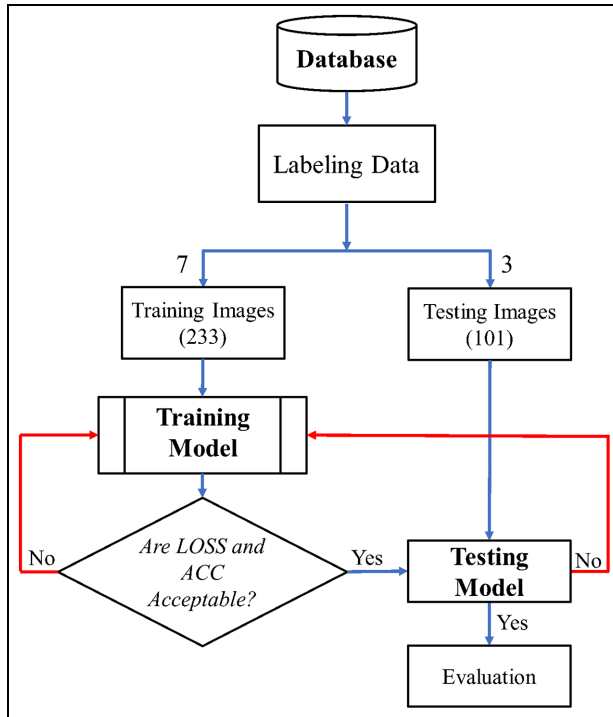 Database
Labeling Data
7
3
Training Images
(233)
Testing Images
(101)
Training
Model
No
Are LOSS and
ACC
Acceptable?
Yes
Testing
Model
No
Yes
Evaluation